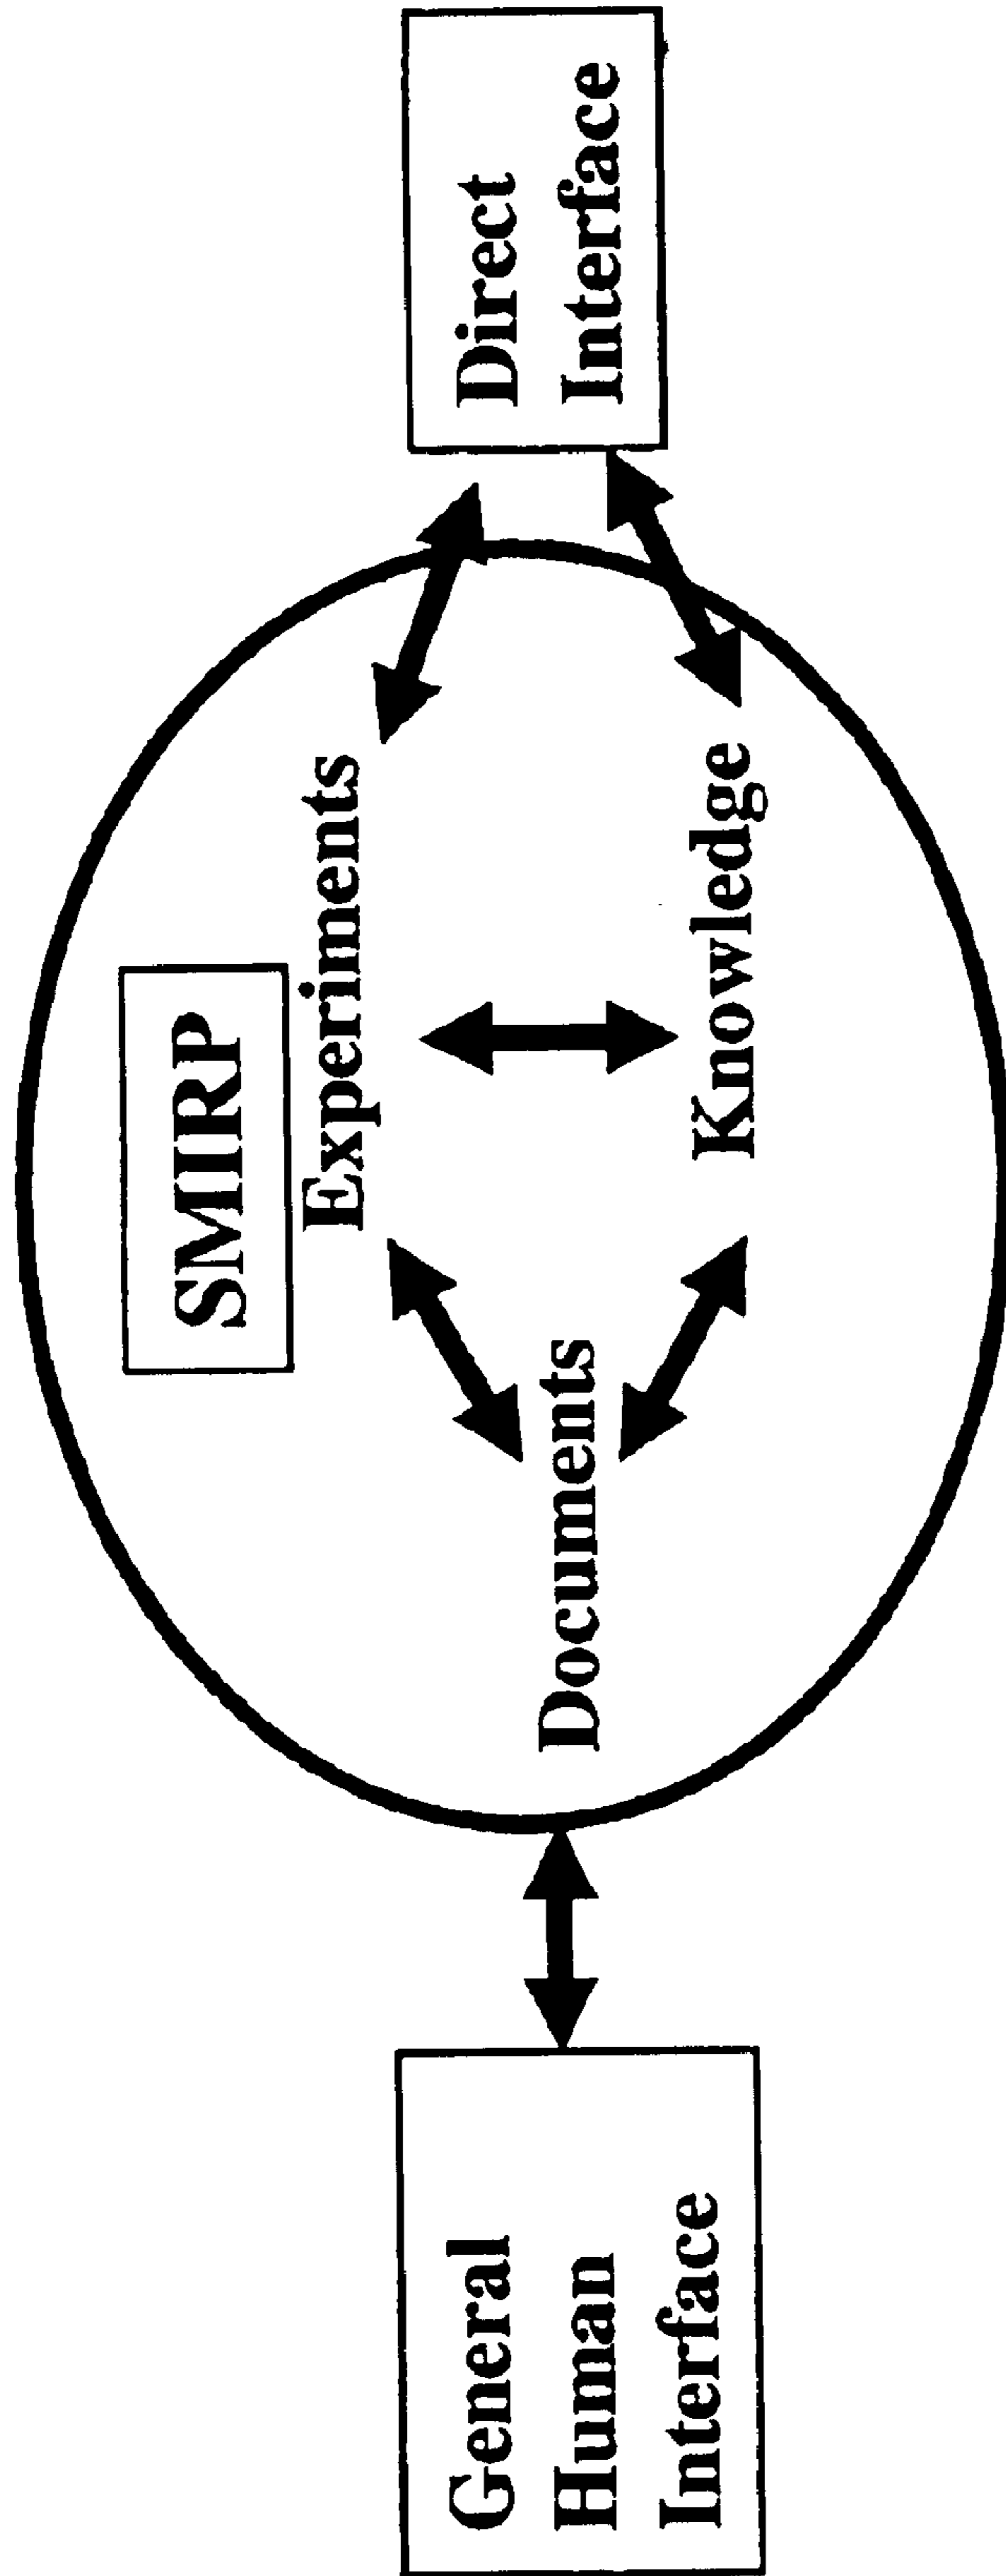 SMIRP
Experiments
Documents
Knowledge
General
Human
Interface
Direct
Interface